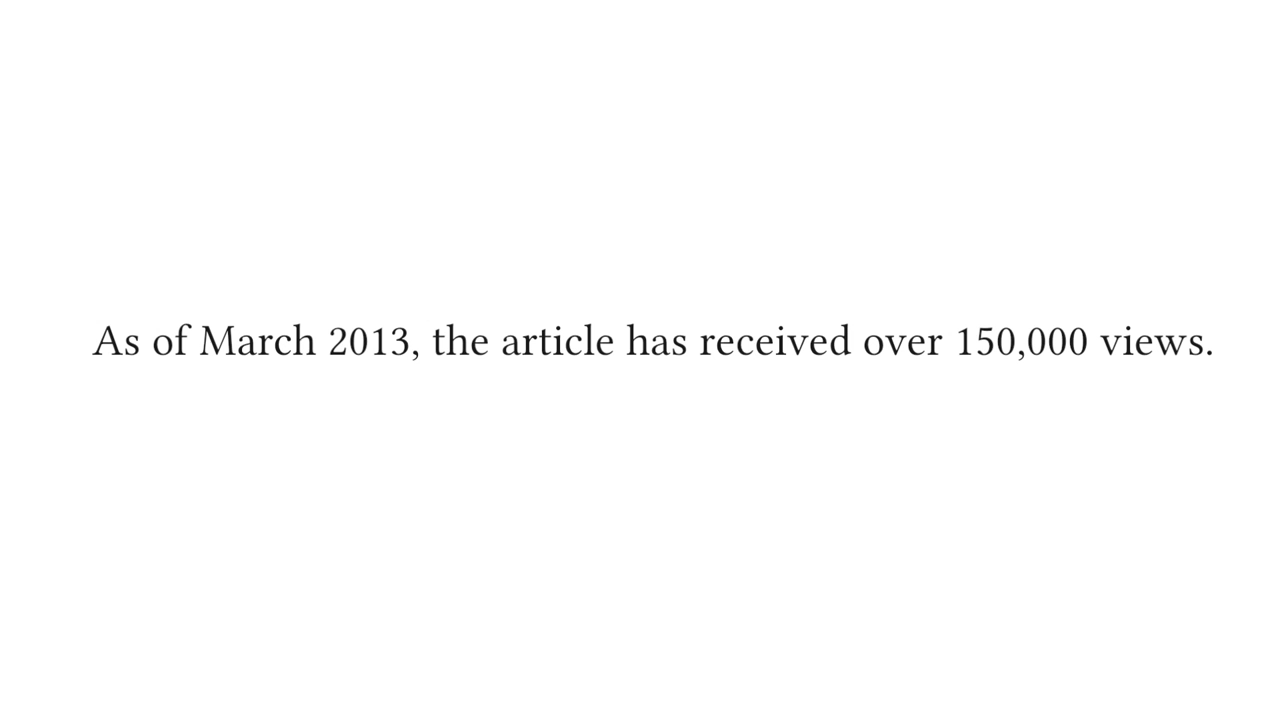 As of March 2013, the article has received over 150,000 views.